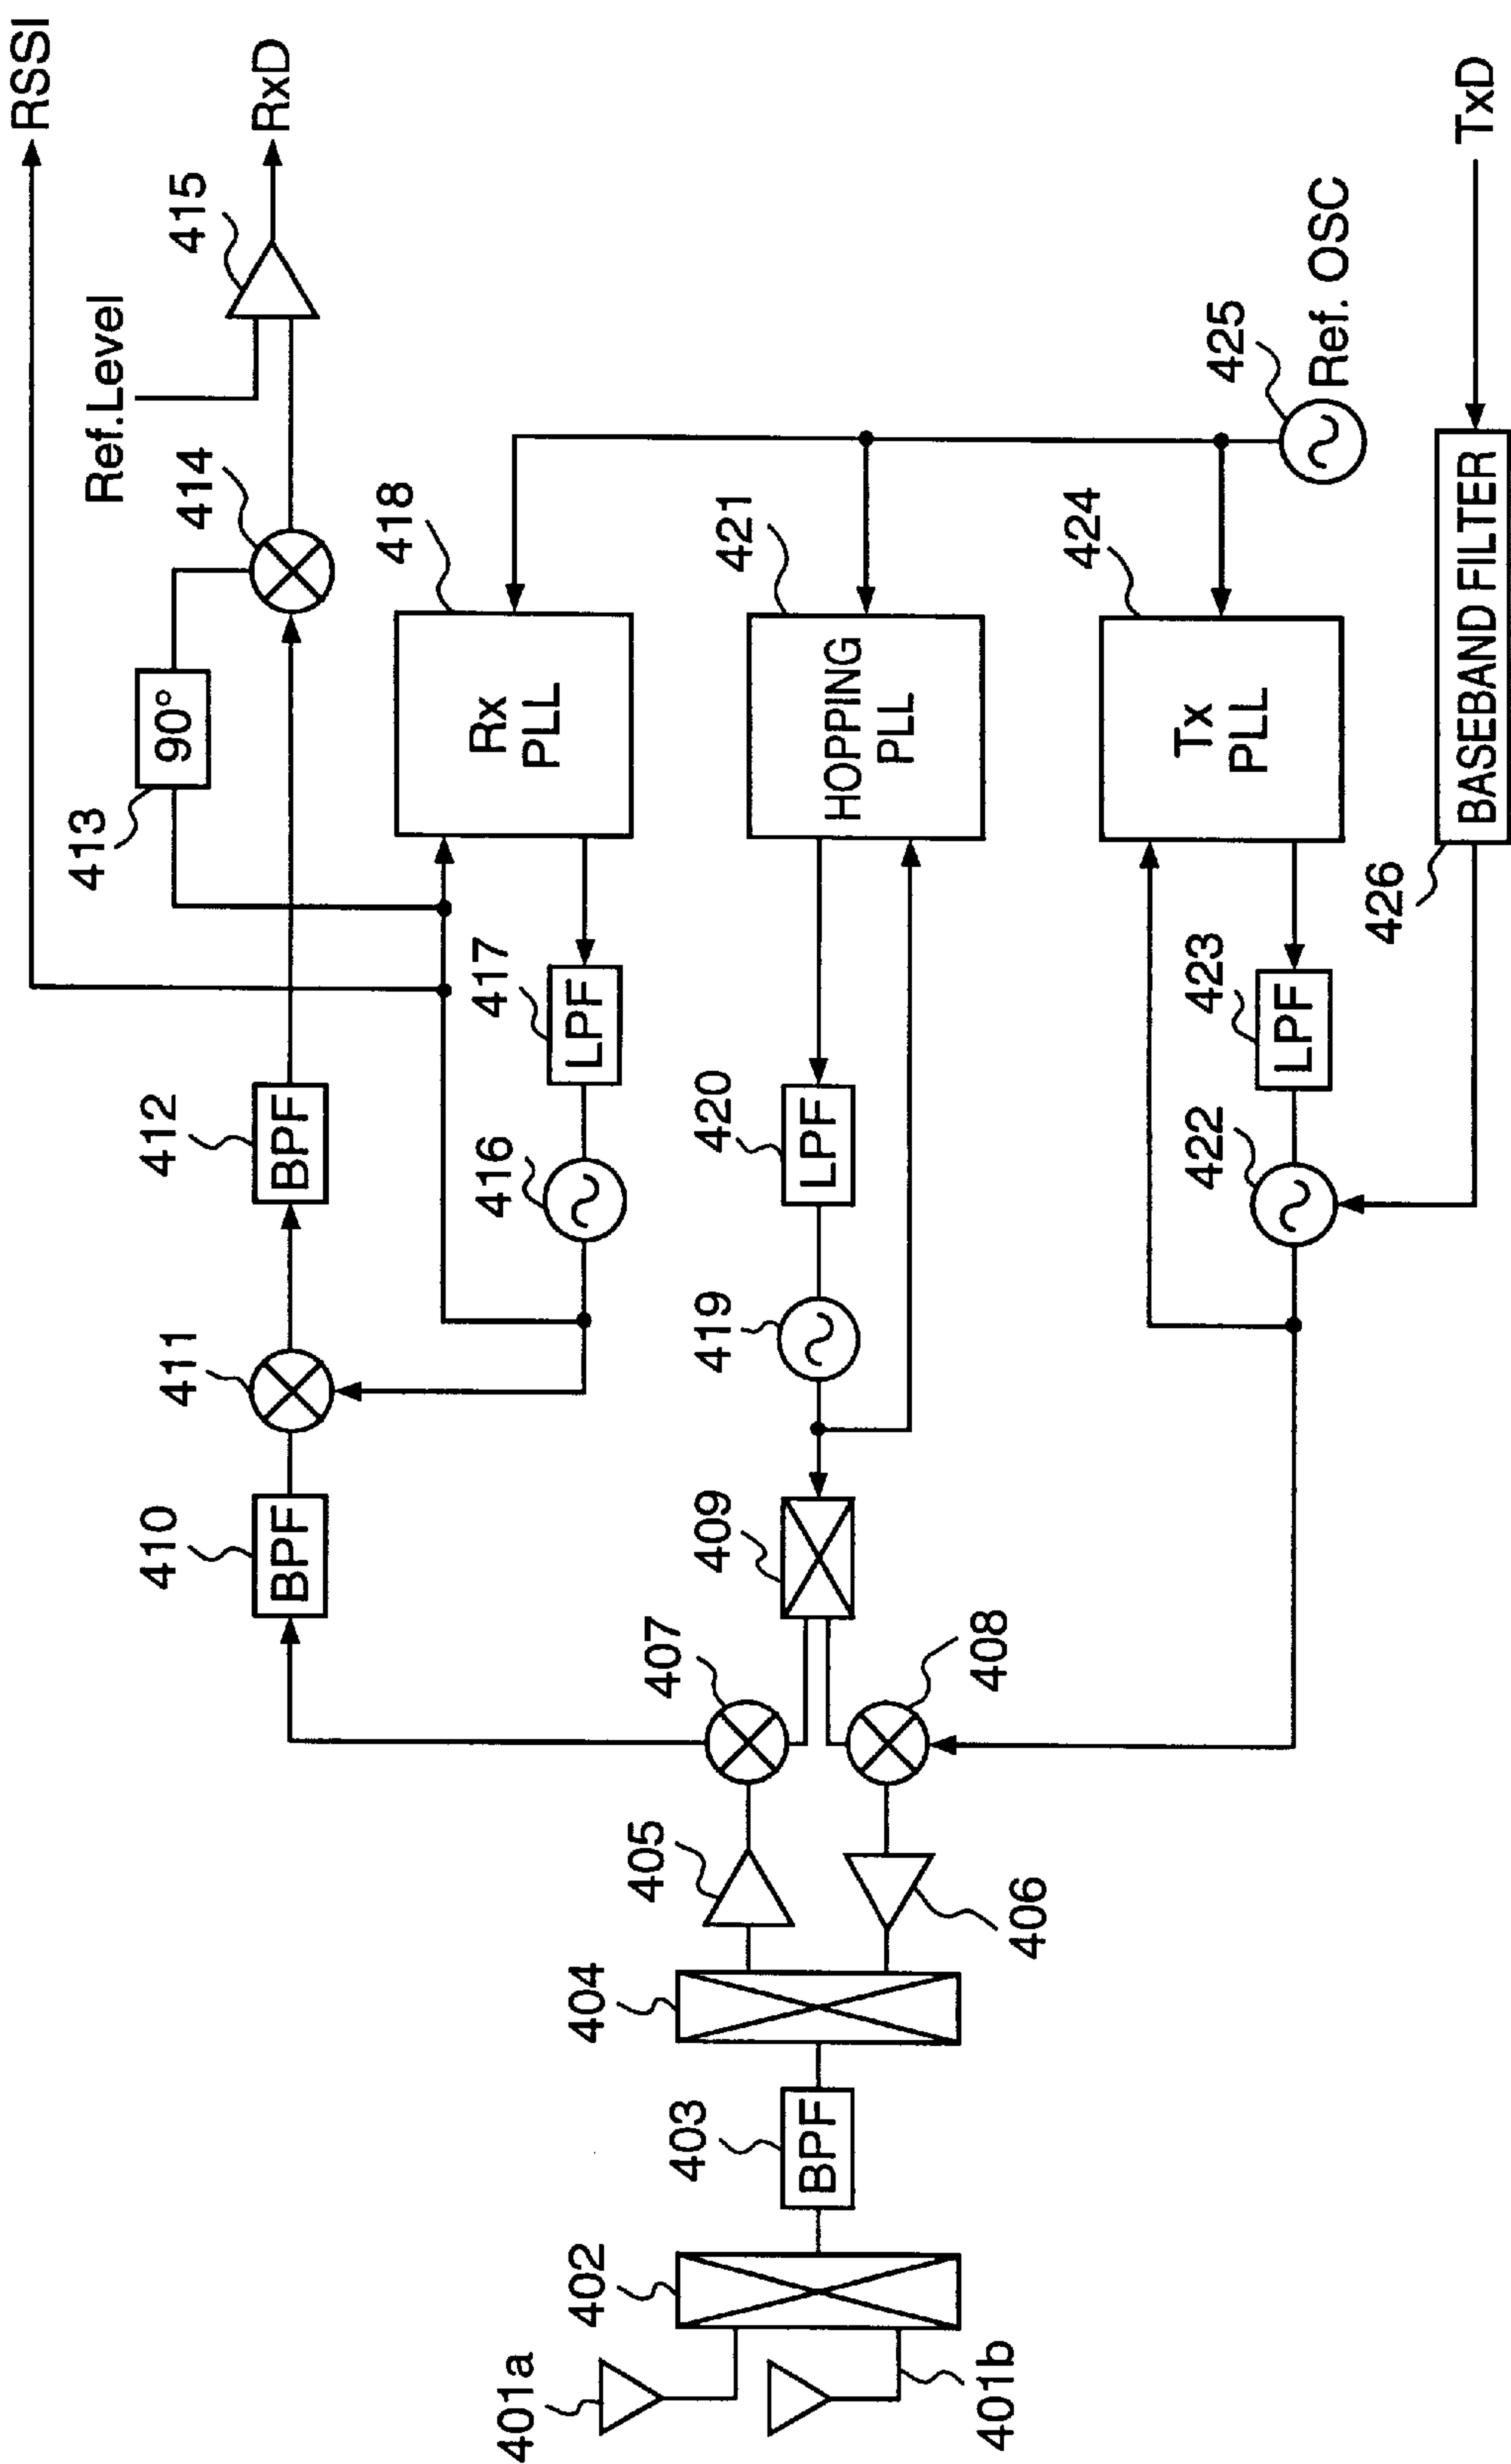 RSSI
RxD
415
Ref.Level
414
413
90°
412
BPF
411
410
BPF
418
Rx
PLL
417
LPF
416
407
405
421
HOPPING
PLL
420
LPF
419
409
408
406
404
403
BPF
402
401a
401b
424
Tx
PLL
423
LPF
422
425
Ref. OSC
TxD
BASEBAND FILTER
426